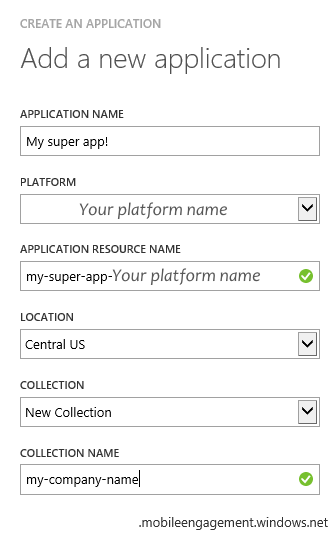 CREATE AN APPLICATION
Add a new application
APPLICATION NAME
My super app!
PLATFORM
Your platform name
APPLICATION RESOURCE NAME
my-super-app-Your platform name
LOCATION
Central US
COLLECTION
New Collection
COLLECTION NAME
my-company-name
.mobileengagement.windows.net